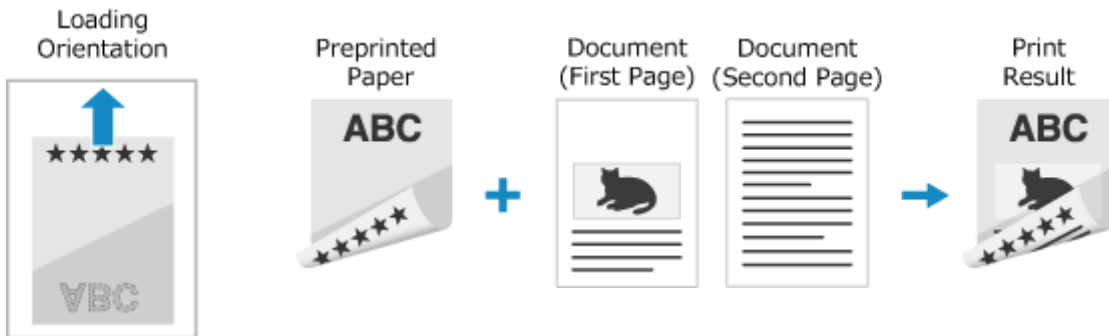 Loading
Orientation
ABC
Preprinted
Paper
ABC
Document
(First Page)
Document
(Second Page)
Print
Result
ABC